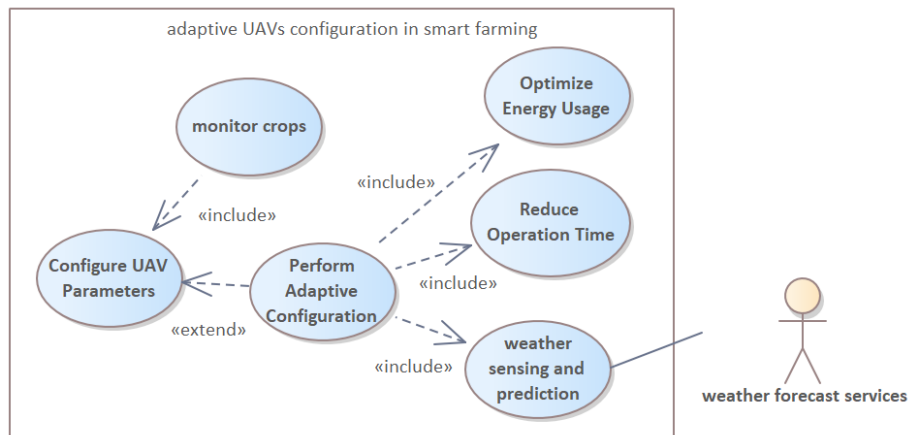 adaptive UAVs configuration in smart farming
Optimize
Energy Usage
monitor crops
«include»
«include»
Reduce
Operation Time
Configure UAV
Parameters
Perform
Adaptive
Configuration
«include»
«extend»
weather
sensing and
prediction
«include»
weather forecast services